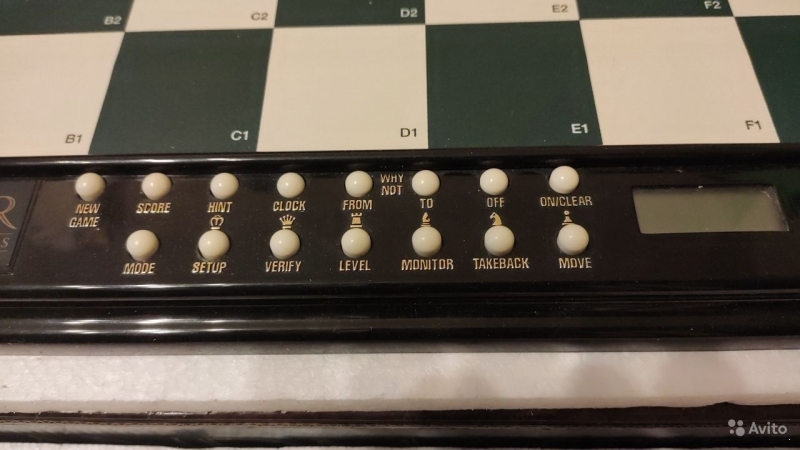 B2 C2 D2 E2 F2
B1 C1 D1 E1 F1
WHY
NOT
NEW
GAME
SCORE HINT CLOCK FROM TO OFF ON/CLEAR
MODE SETUP VERIFY LEVEL MONITOR TAKEBACK MOVE
R
S
Avito